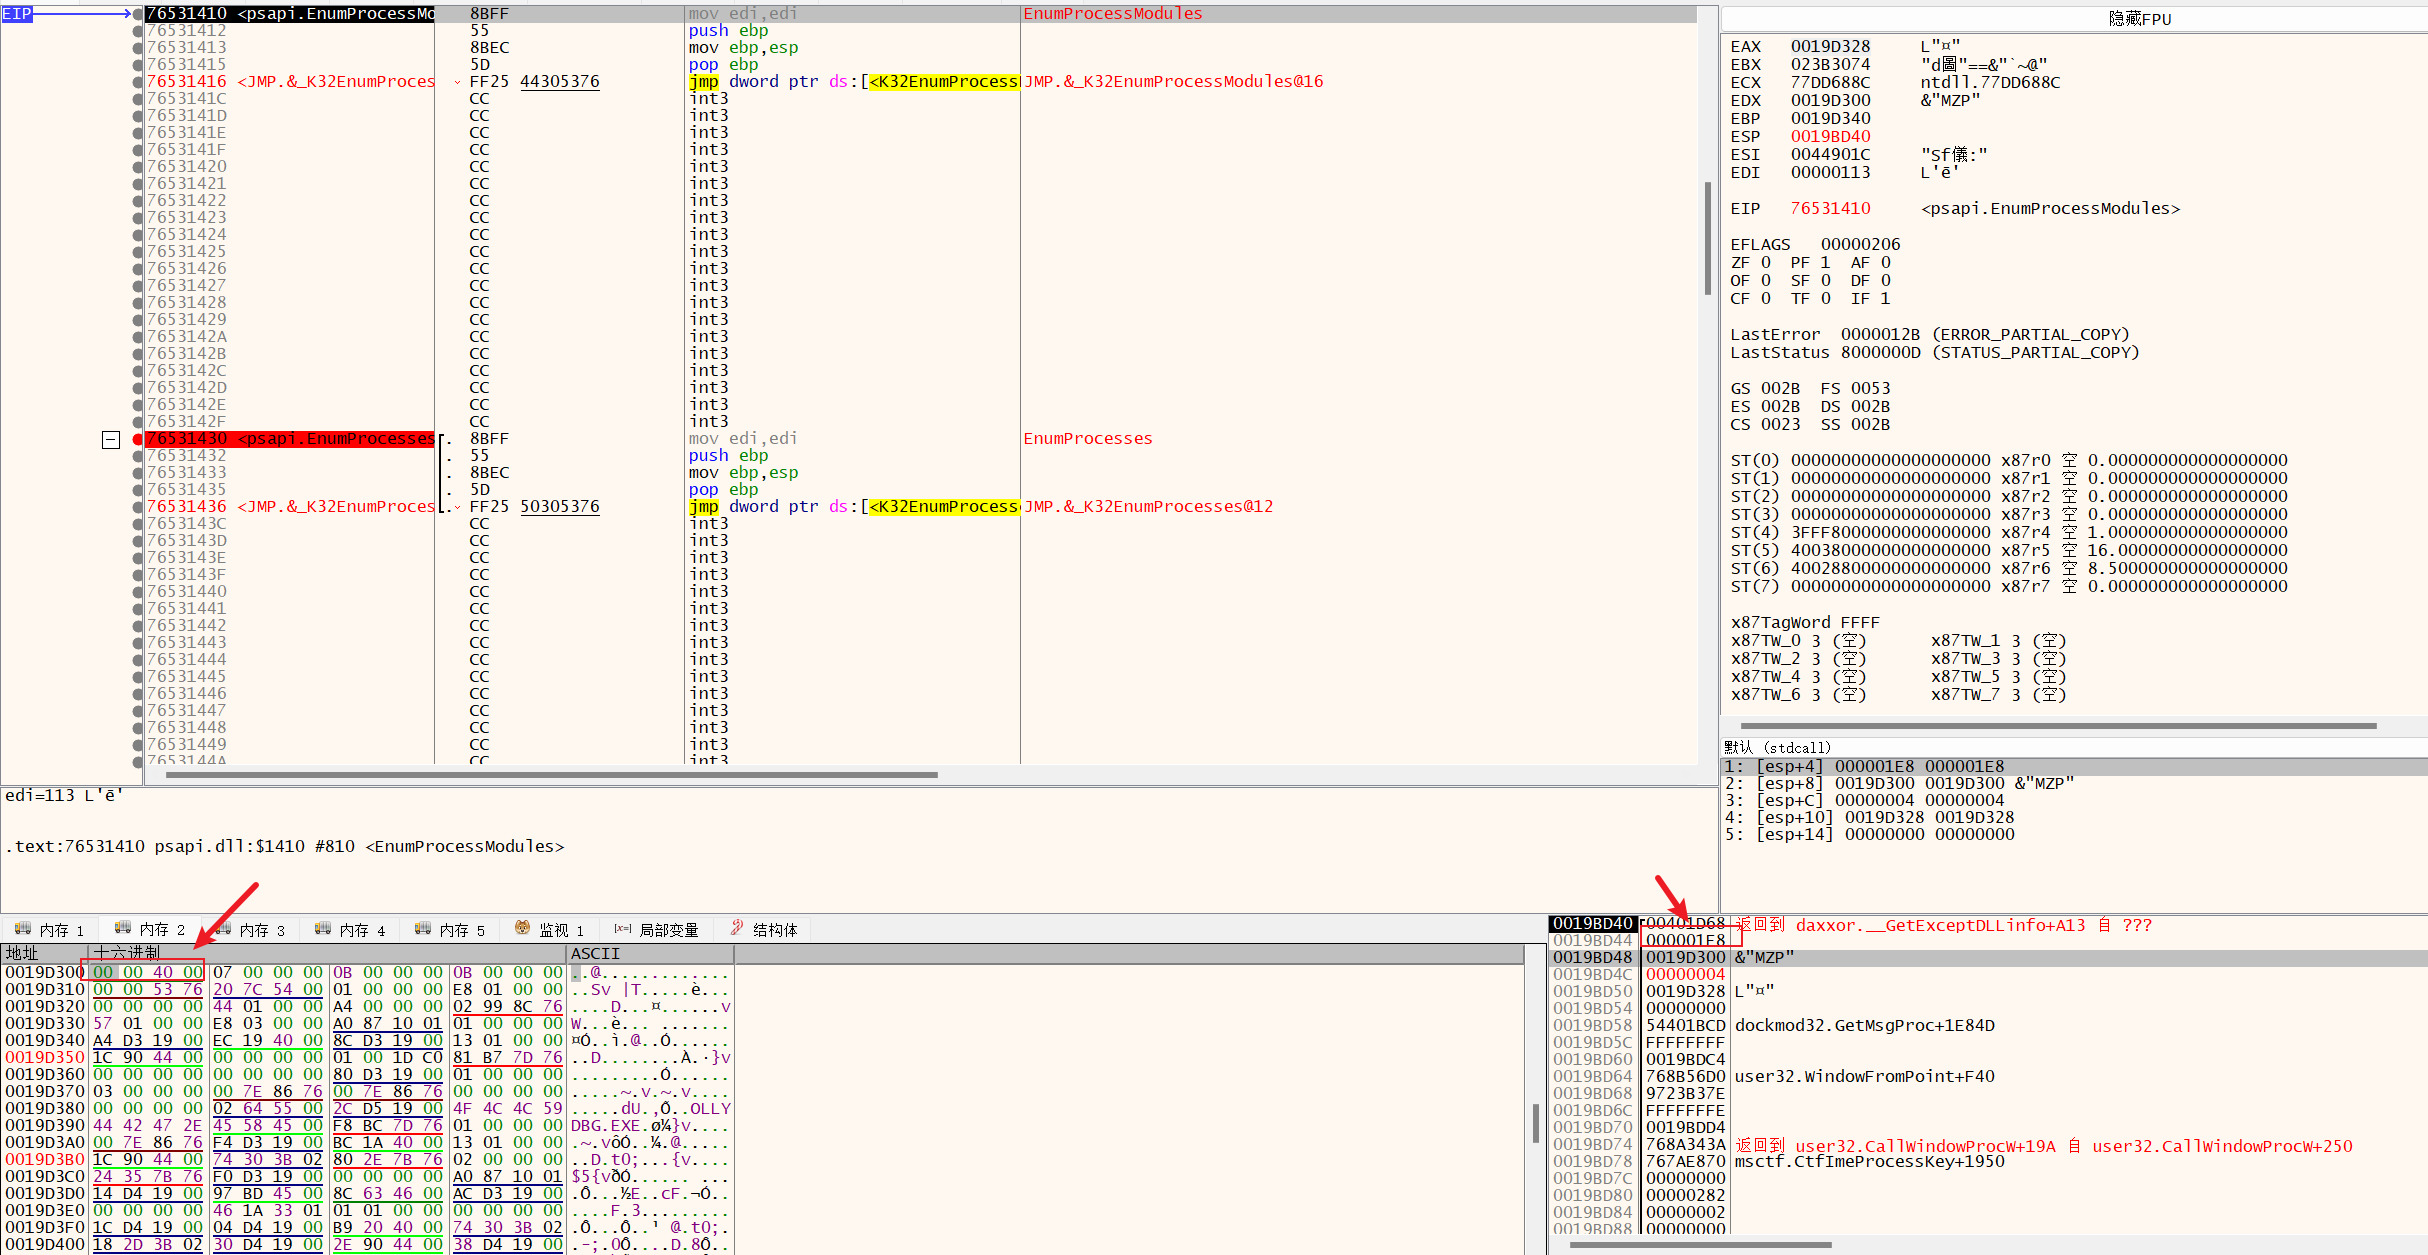 EIP 76531410 <psapi.EnumProcessMo 8BFF mov edi,edi EnumProcessModules
76531412 55 push ebp
76531413 8BEC mov ebp,esp
76531415 5D pop ebp
76531416 <JMP.&_K32EnumProces FF25 44305376 jmp dword ptr ds:[<K32EnumProcess JMP.&_K32EnumProcessModules@16
7653141C CC int3
7653141D CC int3
7653141E CC int3
7653141F CC int3
76531420 CC int3
76531421 CC int3
76531422 CC int3
76531423 CC int3
76531424 CC int3
76531425 CC int3
76531426 CC int3
76531427 CC int3
76531428 CC int3
76531429 CC int3
7653142A CC int3
7653142B CC int3
7653142C CC int3
7653142D CC int3
7653142E CC int3
7653142F CC int3
76531430 <psapi.EnumProcesses . 8BFF mov edi,edi EnumProcesses
76531432 . 55 push ebp
76531433 . 8BEC mov ebp,esp
76531435 . 5D pop ebp
76531436 <JMP.&_K32EnumProces . FF25 50305376 jmp dword ptr ds:[<K32EnumProcess JMP.&_K32EnumProcesses@12
7653143C CC int3
7653143D CC int3
7653143E CC int3
7653143F CC int3
76531440 CC int3
76531441 CC int3
76531442 CC int3
76531443 CC int3
76531444 CC int3
76531445 CC int3
76531446 CC int3
76531447 CC int3
76531448 CC int3
76531449 CC int3
7653144A CC int3
隐藏FPU
EAX 0019D328 L"¤"
EBX 023B3074 "d圖"==&"`~@"
ECX 77DD688C ntdll.77DD688C
EDX 0019D300 &"MZP"
EBP 0019D340
ESP 0019BD40
ESI 0044901C "Sf儀:"
EDI 00000113 L'ē'
EIP 76531410 <psapi.EnumProcessModules>
EFLAGS 00000206
ZF 0 PF 1 AF 0
OF 0 SF 0 DF 0
CF 0 TF 0 IF 1
LastError 0000012B (ERROR_PARTIAL_COPY)
LastStatus 8000000D (STATUS_PARTIAL_COPY)
GS 002B FS 0053
ES 002B DS 002B
CS 0023 SS 002B
ST(0) 00000000000000000000 x87r0 空 0.000000000000000000
ST(1) 00000000000000000000 x87r1 空 0.000000000000000000
ST(2) 00000000000000000000 x87r2 空 0.000000000000000000
ST(3) 00000000000000000000 x87r3 空 0.000000000000000000
ST(4) 3FFF8000000000000000 x87r4 空 1.000000000000000000
ST(5) 40038000000000000000 x87r5 空 16.00000000000000000
ST(6) 40028800000000000000 x87r6 空 8.500000000000000000
ST(7) 00000000000000000000 x87r7 空 0.000000000000000000
x87TagWord FFFF
x87TW_0 3 (空) x87TW_1 3 (空)
x87TW_2 3 (空) x87TW_3 3 (空)
x87TW_4 3 (空) x87TW_5 3 (空)
x87TW_6 3 (空) x87TW_7 3 (空)
默认 (stdcall)
1: [esp+4] 000001E8 000001E8
2: [esp+8] 0019D300 0019D300 &"MZP"
3: [esp+C] 00000004 00000004
4: [esp+10] 0019D328 0019D328
5: [esp+14] 00000000 00000000
edi=113 L'ē'
.text:76531410 psapi.dll:$1410 #810 <EnumProcessModules>
内存 1 内存 2 内存 3 内存 4 内存 5 监视 1 [x=] 局部变量 结构体
地址 十六进制 ASCII
0019D300 00 00 40 00 07 00 00 00 0B 00 00 00 0B 00 00 00 ..@.............
0019D310 00 00 53 76 20 7C 54 00 01 00 00 00 E8 01 00 00 ..Sv |T.....è...
0019D320 00 00 00 00 44 01 00 00 A4 00 00 00 02 99 8C 76 ....D...¤......v
0019D330 57 01 00 00 E8 03 00 00 A0 87 10 01 01 00 00 00 W...è... .......
0019D340 A4 D3 19 00 EC 19 40 00 8C D3 19 00 13 01 00 00 ¤Ó..ì.@..Ó......
0019D350 1C 90 44 00 00 00 00 00 01 00 1D C0 81 B7 7D 76 ..D........À.·}v
0019D360 00 00 00 00 00 00 00 00 80 D3 19 00 01 00 00 00 .........Ó......
0019D370 03 00 00 00 00 7E 86 76 00 7E 86 76 00 00 00 00 .....~.v.~.v....
0019D380 00 00 00 00 02 64 55 00 2C D5 19 00 4F 4C 4C 59 .....dU.,Õ..OLLY
0019D390 44 42 47 2E 45 58 45 00 F8 BC 7D 76 01 00 00 00 DBG.EXE.ø¼}v....
0019D3A0 00 7E 86 76 F4 D3 19 00 BC 1A 40 00 13 01 00 00 .~.vôÓ..¼.@.....
0019D3B0 1C 90 44 00 74 30 3B 02 80 2E 7B 76 02 00 00 00 ..D.t0;...{v....
0019D3C0 24 35 7B 76 F0 D3 19 00 00 00 00 00 A0 87 10 01 $5{vðÓ...... ...
0019D3D0 14 D4 19 00 97 BD 45 00 8C 63 46 00 AC D3 19 00 .Ô...½E..cF.¬Ó..
0019D3E0 00 00 00 00 46 1A 33 01 01 01 00 00 00 00 00 00 ....F.3.........
0019D3F0 1C D4 19 00 04 D4 19 00 B9 20 40 00 74 30 3B 02 .Ô...Ô..¹ @.t0;.
0019D400 18 2D 3B 02 30 D4 19 00 2E 90 44 00 38 D4 19 00 .-;.0Ô....D.8Ô..
0019BD40 00401D68 返回到 daxxor.__GetExceptDLLinfo+A13 自 ???
0019BD44 000001E8
0019BD48 0019D300 &"MZP"
0019BD4C 00000004
0019BD50 0019D328 L"¤"
0019BD54 00000000
0019BD58 54401BCD dockmod32.GetMsgProc+1E84D
0019BD5C FFFFFFFF
0019BD60 0019BDC4
0019BD64 768B56D0 user32.WindowFromPoint+F40
0019BD68 9723B37E
0019BD6C FFFFFFFE
0019BD70 0019BDD4
0019BD74 768A343A 返回到 user32.CallWindowProcW+19A 自 user32.CallWindowProcW+250
0019BD78 767AE870 msctf.CtfImeProcessKey+1950
0019BD7C 00000000
0019BD80 00000282
0019BD84 00000002
0019BD88 00000000